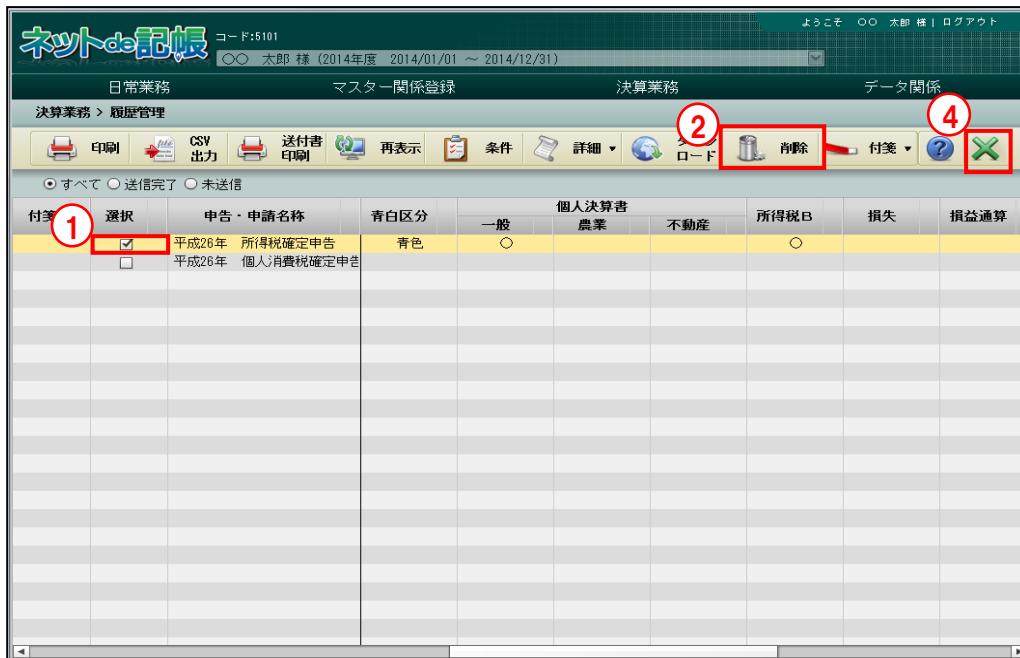 ようこそ ○○ 太郎 様 | ログアウト
ネットde記帳
コード:5101
○○ 太郎 様 (2014年度 2014/01/01 ～ 2014/12/31)
日常業務 マスター関係登録 決算業務 データ関係
決算業務 > 履歴管理
② ④
印刷 CSV出力 送付書印刷 再表示 条件 詳細 ロード 削除 付箋 ?
すべて 送信完了 未送信
①
付箋 選択 申告・申請名称 青白区分 個人決算書 所得税B 損失 損益通算
一般 農業 不動産
平成26年 所得税確定申告 青色 ○ ○
平成26年 個人消費税確定申告